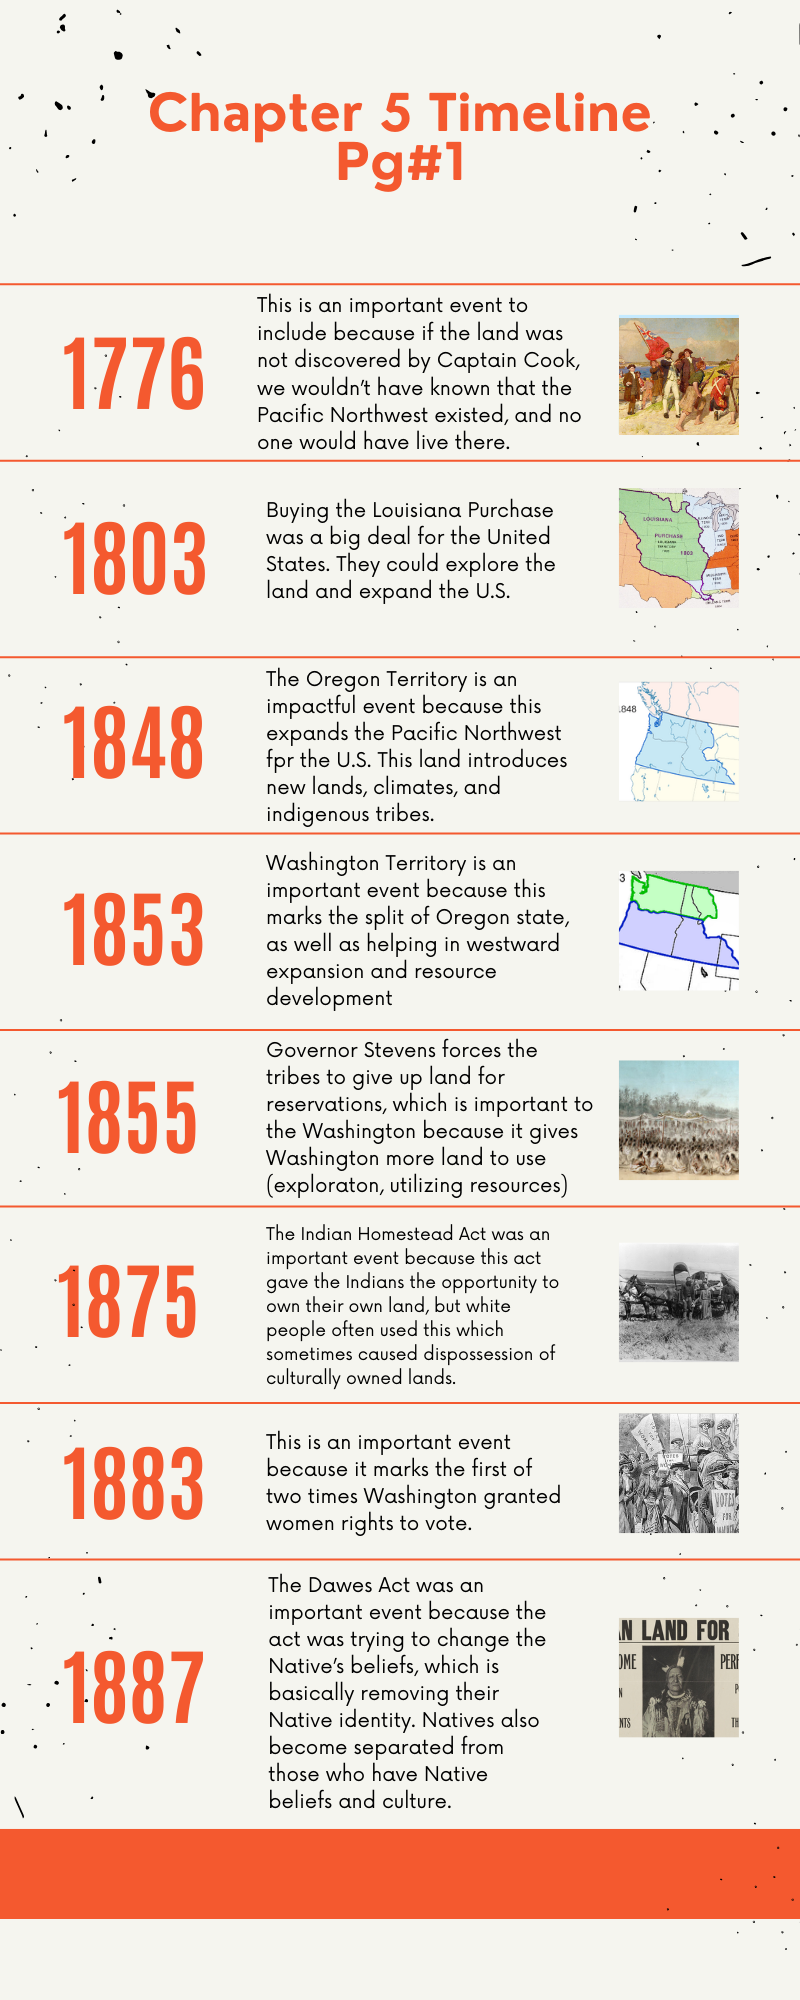 Chapter 5 Timeline
Pg#1
1776
This is an important event to
include because if the land was
not discovered by Captain Cook,
we wouldn't have known that the
Pacific Northwest existed, and no
one would have live there.
1803
Buying the Louisiana Purchase
was a big deal for the United
States. They could explore the
land and expand the U.S.
LOUISIANA
PURCHASE
1803
1848
The Oregon Territory is an
impactful event because this
expands the Pacific Northwest
fpr the U.S. This land introduces
new lands, climates, and
indigenous tribes.
.848
1853
Washington Territory is an
important event because this
marks the split of Oregon state,
as well as helping in westward
expansion and resource
development
3
1855
Governor Stevens forces the
tribes to give up land for
reservations, which is important to
the Washington because it gives
Washington more land to use
(exploraton, utilizing resources)
1875
The Indian Homestead Act was an
important event because this act
gave the Indians the opportunity to
own their own land, but white
people often used this which
sometimes caused dispossession of
culturally owned lands.
1883
This is an important event
because it marks the first of
two times Washington granted
women rights to vote.
VOTES
FOR
1887
The Dawes Act was an
important event because the
act was trying to change the
Native's beliefs, which is
basically removing their
Native identity. Natives also
become separated from
those who have Native
beliefs and culture.
AN LAND FOR
OME
PER
N
P
NTS
TH